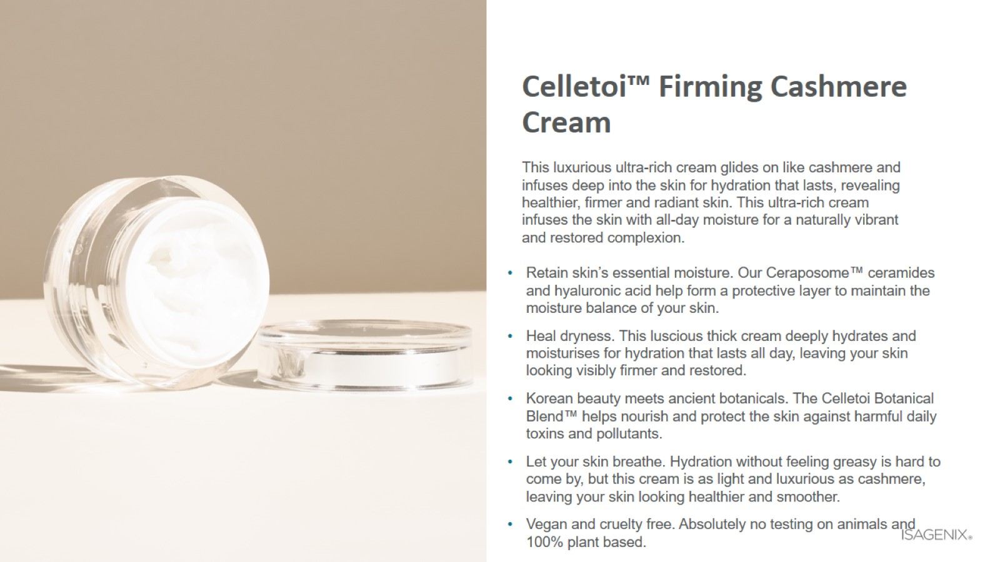 Celletoi™ Firming Cashmere
Cream
This luxurious ultra-rich cream glides on like cashmere and
infuses deep into the skin for hydration that lasts, revealing
healthier, firmer and radiant skin. This ultra-rich cream
infuses the skin with all-day moisture for a naturally vibrant
and restored complexion.
• Retain skin’s essential moisture. Our Ceraposome™ ceramides
and hyaluronic acid help form a protective layer to maintain the
moisture balance of your skin.
• Heal dryness. This luscious thick cream deeply hydrates and
moisturises for hydration that lasts all day, leaving your skin
looking visibly firmer and restored.
• Korean beauty meets ancient botanicals. The Celletoi Botanical
Blend™ helps nourish and protect the skin against harmful daily
toxins and pollutants.
• Let your skin breathe. Hydration without feeling greasy is hard to
come by, but this cream is as light and luxurious as cashmere,
leaving your skin looking healthier and smoother.
• Vegan and cruelty free. Absolutely no testing on animals and
100% plant based.
ISAGENIX®